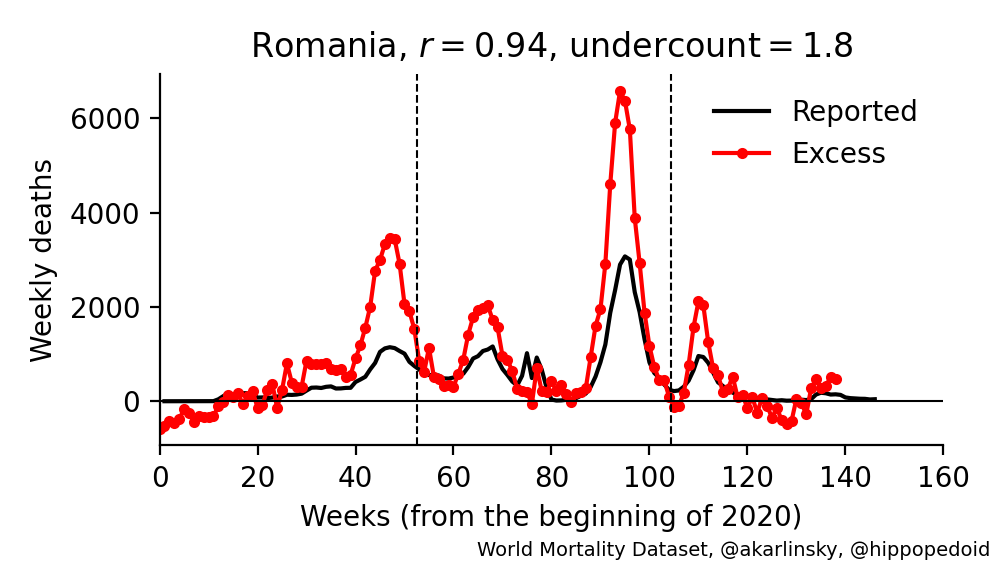 Romania, r = 0.94, undercount = 1.8
Reported
Excess
Weekly deaths
6000
4000
2000
0
0 20 40 60 80 100 120 140 160
Weeks (from the beginning of 2020)
World Mortality Dataset, @akarlinsky, @hippopedoid